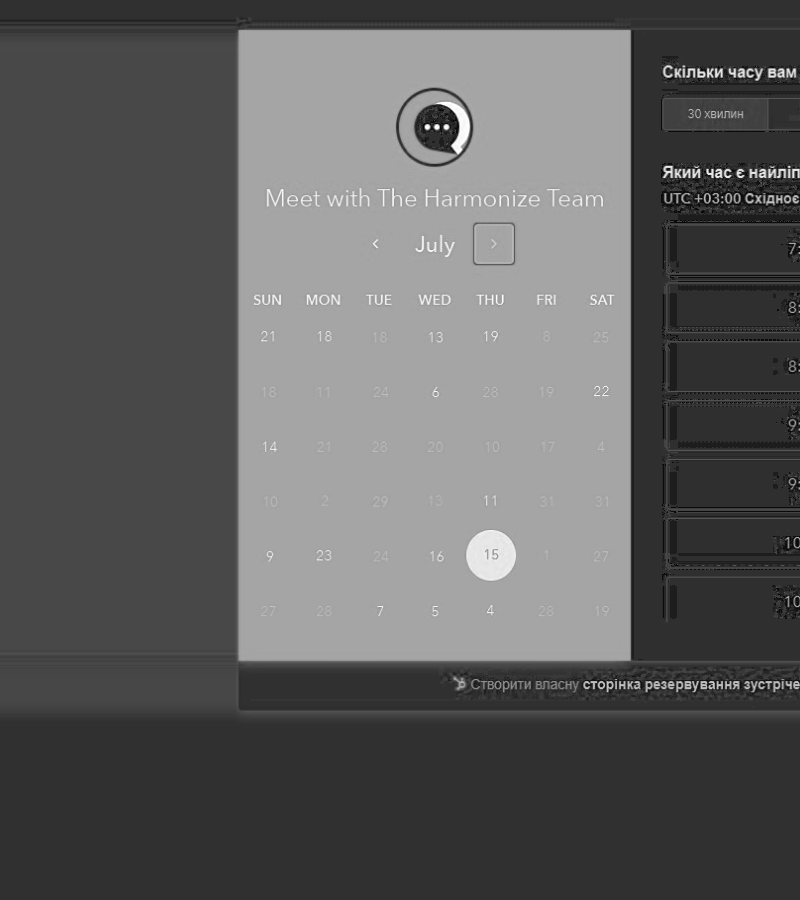 Meet with The Harmonize Team
July
SUN MON TUE WED THU FRI SAT
21 18 18 13 19 8 25
18 11 24 6 28 19 22
14 21 28 20 10 17 4
10 2 29 13 11 31 31
9 23 24 16 15 1 27
27 28 7 5 4 28 19
Скільки часу вам
30 хвилин
Який час є найліп
UTC +03:00 Східноє
7:
8:
8:
9:
9:
10
10
Створити власну сторінка резервування зустріче